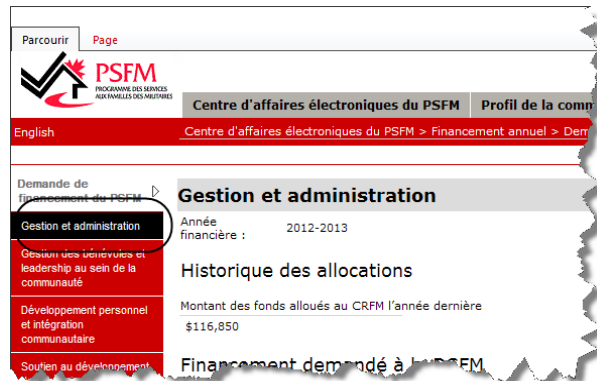 Parcourir Page
PSFM
PROGRAMME DES SERVICES
AUX FAMILLES DES MILITAIRES
Centre d'affaires électroniques du PSFM Profil de la comm
English Centre d'affaires électroniques du PSFM > Financement annuel > Dem
Demande de
financement du PSFM
Gestion et administration
Gestion des bénévoles et
leadership au sein de la
communauté
Développement personnel
et intégration
communautaire
Soutien au développement
Gestion et administration
Année
financière : 2012-2013
Historique des allocations
Montant des fonds alloués au CRFM l'année dernière
$116,850
Financement demandé à la PSFM